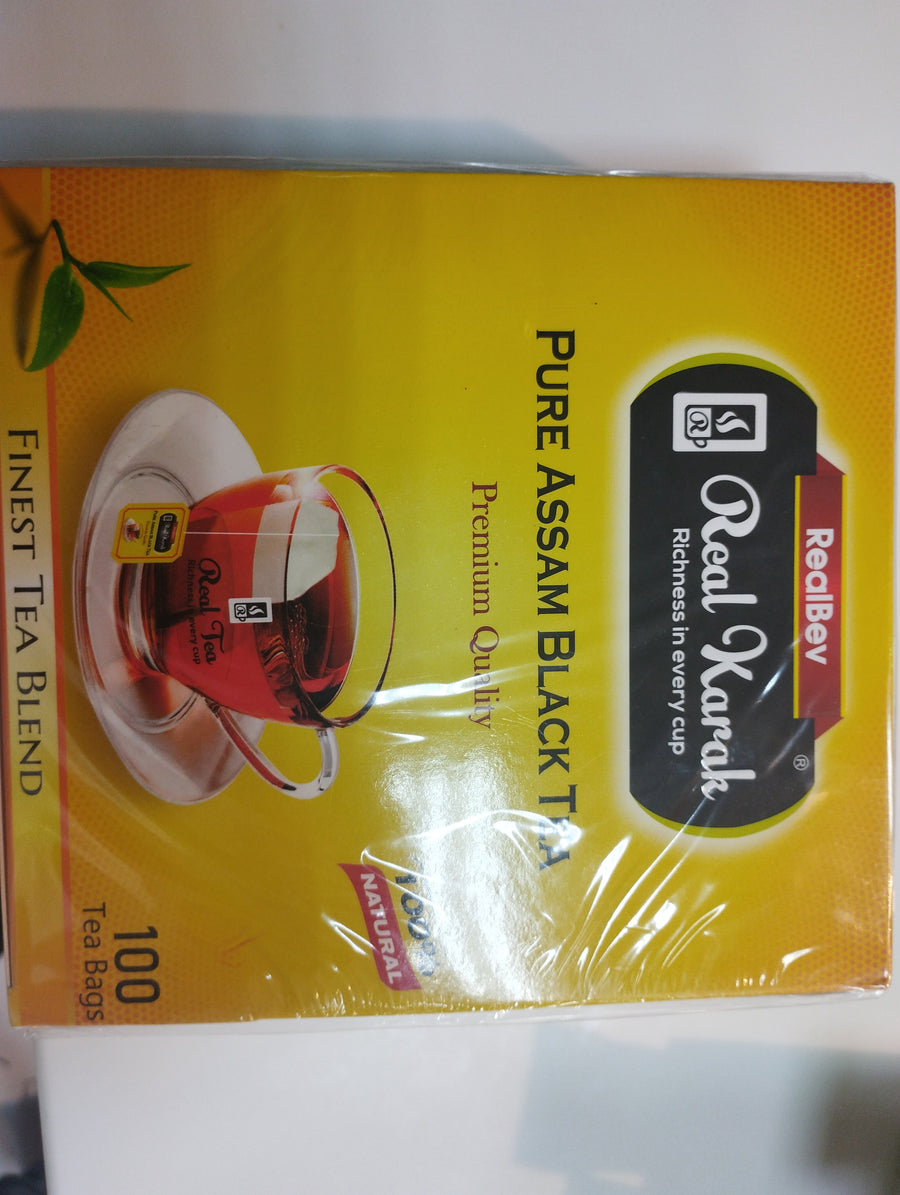 RealBev
Real Karak
®
Richness in every cup
PURE ASSAM BLACK TEA
Premium Quality
100%
NATURAL
Real Tea
Richness in every cup
100
Tea Bags
FINEST TEA BLEND